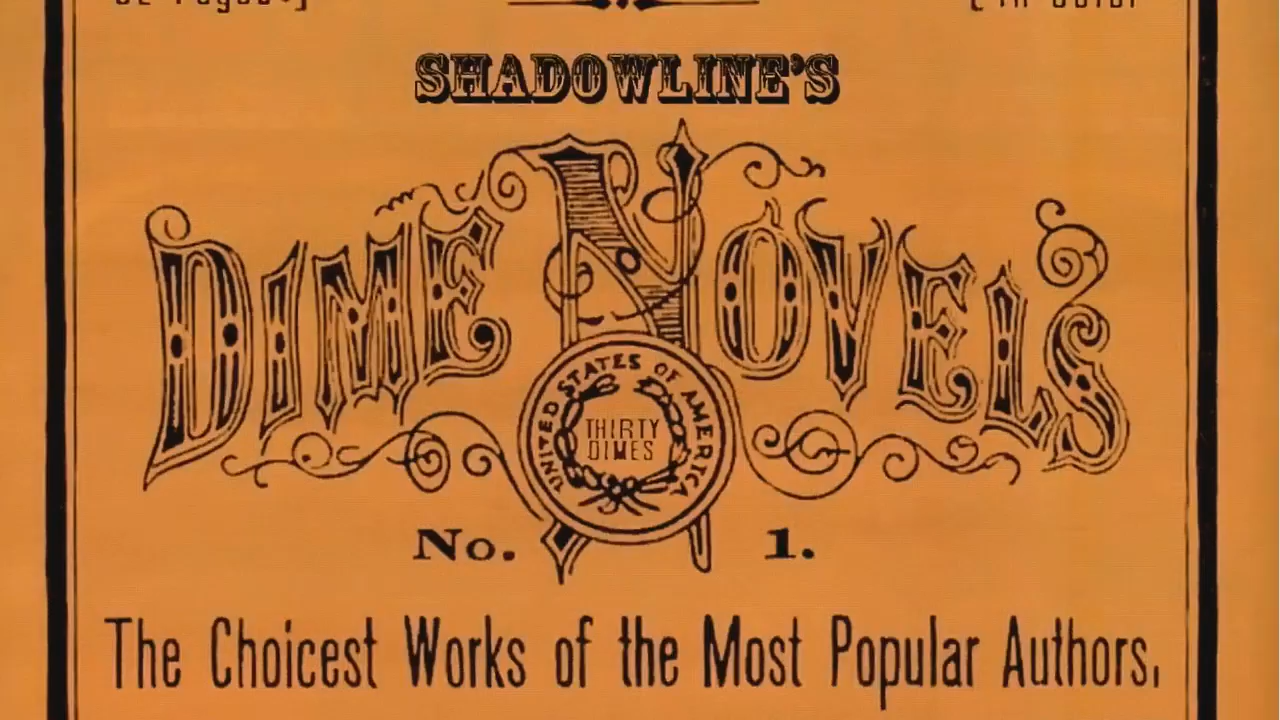 SHADOWLINE'S
DIME NOVELS
UNITED STATES OF AMERICA
THIRTY
DIMES
No. 1.
The Choicest Works of the Most Popular Authors.